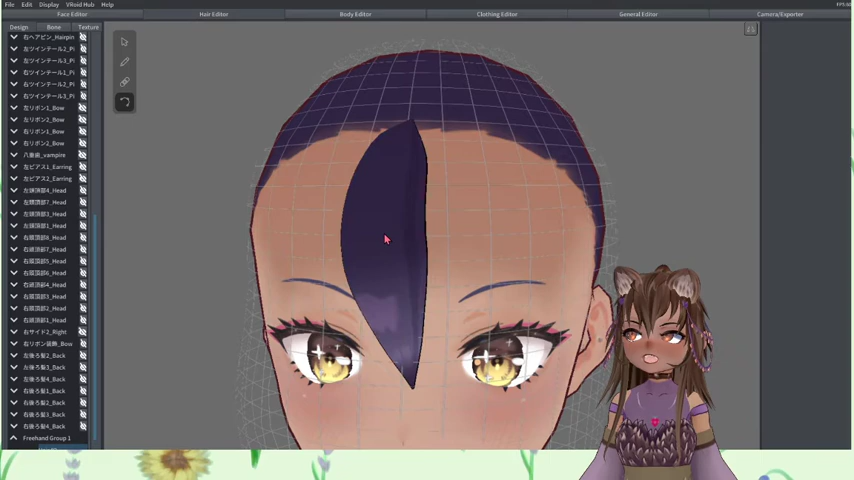 File Edit Display VRoid Hub Help
Face Editor Hair Editor Body Editor Clothing Editor General Editor Camera/Exporter
Design Bone Texture
右ヘアピン_Hairpin
左ツインテール2_Pi
左ツインテール3_Pi
右ツインテール1_Pi
右ツインテール2_Pi
右ツインテール3_Pi
左リボン1_Bow
左リボン2_Bow
右リボン1_Bow
右リボン2_Bow
八重歯_vampire
左ピアス1_Earring
左ピアス2_Earring
左頭頂部4_Head
左頭頂部7_Head
左頭頂部3_Head
左頭頂部1_Head
右頭頂部8_Head
右頭頂部7_Head
右頭頂部5_Head
右頭頂部6_Head
右頭頂部4_Head
右頭頂部3_Head
右頭頂部2_Head
右頭頂部1_Head
右サイド2_Right
右リボン装飾_Bow
左後ろ髪2_Back
左後ろ髪3_Back
左後ろ髪4_Back
右後ろ髪1_Back
右後ろ髪2_Back
右後ろ髪3_Back
右後ろ髪4_Back
Freehand Group 1